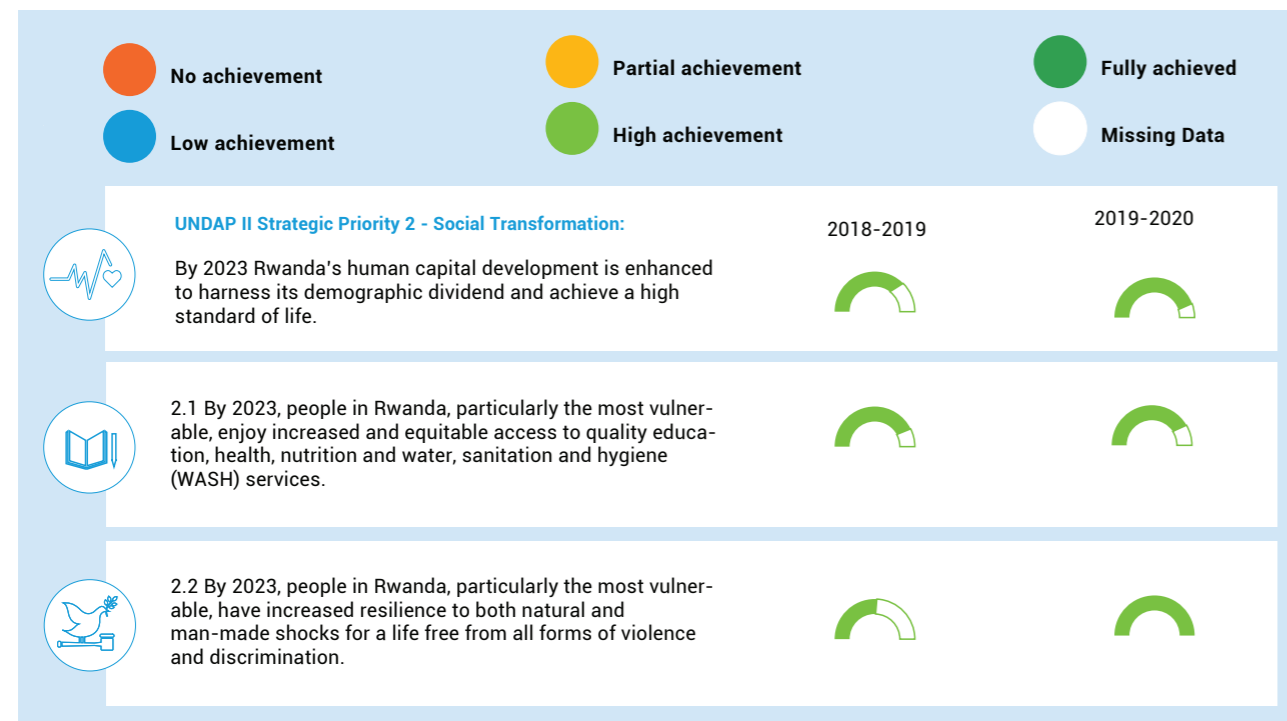 No achievement
Partial achievement
Fully achieved
Low achievement
High achievement
Missing Data
UNDAP II Strategic Priority 2 - Social Transformation:
2018-2019
2019-2020
By 2023 Rwanda's human capital development is enhanced
to harness its demographic dividend and achieve a high
standard of life.
2.1 By 2023, people in Rwanda, particularly the most vulner-
able, enjoy increased and equitable access to quality educa-
tion, health, nutrition and water, sanitation and hygiene
(WASH) services.
2.2 By 2023, people in Rwanda, particularly the most vulner-
able, have increased resilience to both natural and
man-made shocks for a life free from all forms of violence
and discrimination.